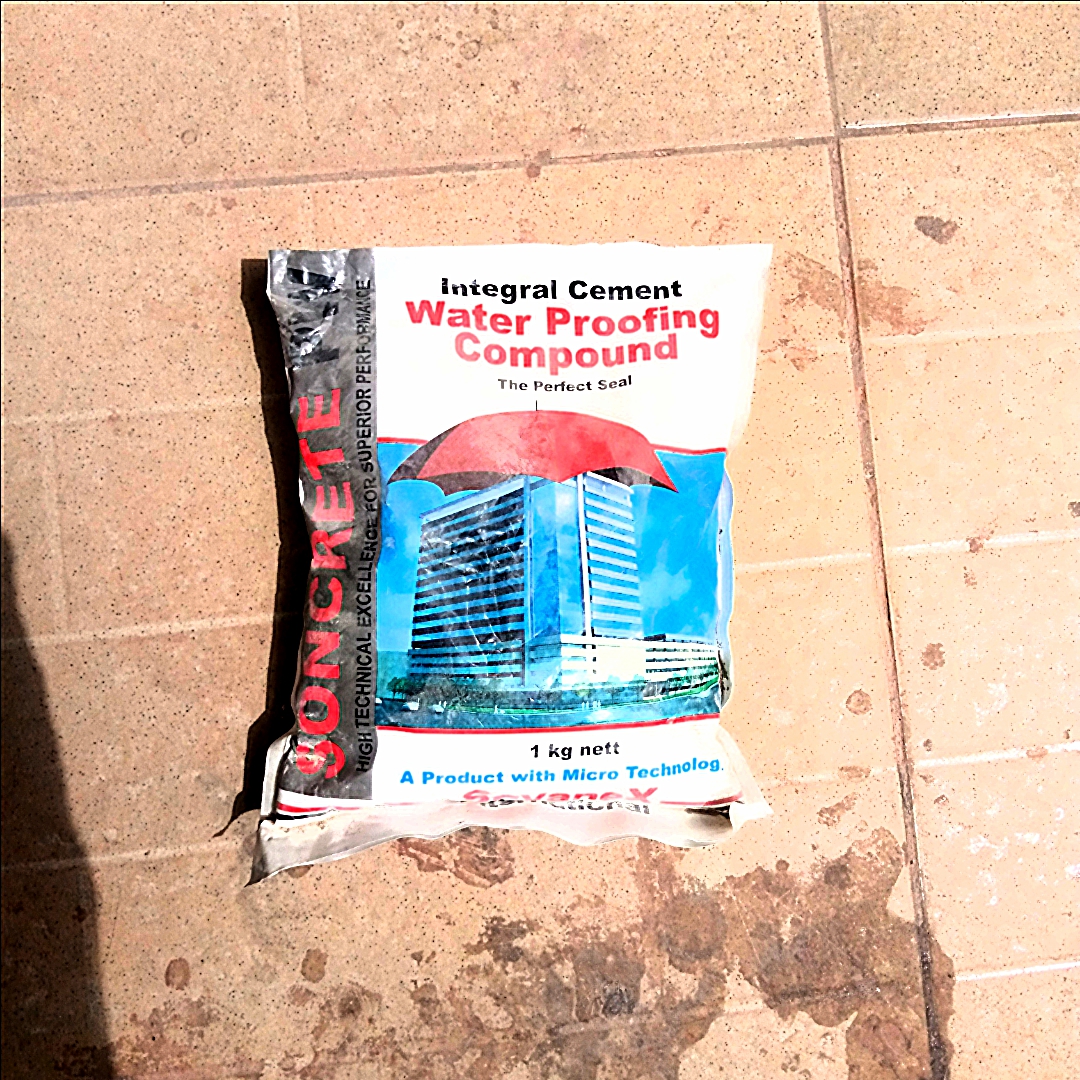 Integral Cement
Water Proofing
Compound
The Perfect Seal
SONCRETE
HIGH TECHNICAL EXCELLENCE FOR SUPERIOR PERFORMANCE
1 kg nett
A Product with Micro Technolog